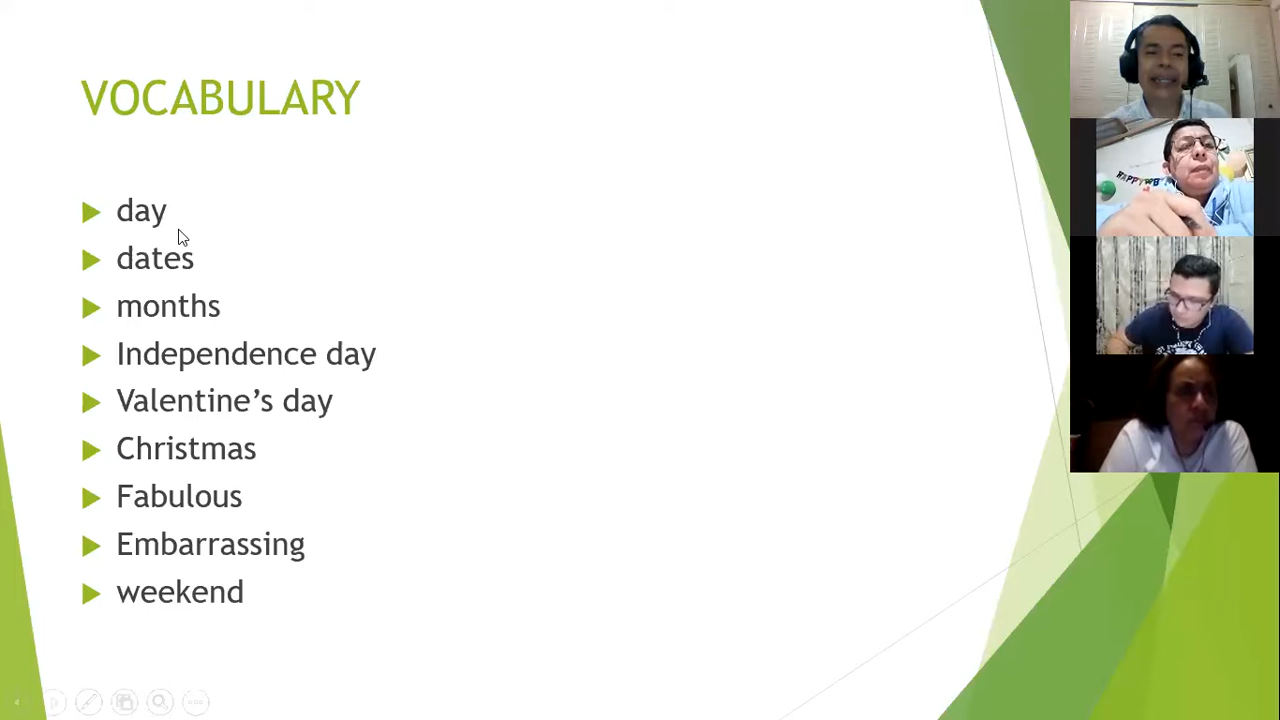 VOCABULARY
day
dates
months
Independence day
Valentine’s day
Christmas
Fabulous
Embarrassing
weekend